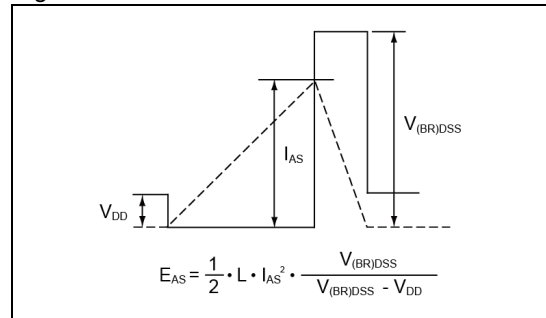 V(BR)DSS
IAS
VDD
EAS = 1/2 • L • IAS² • V(BR)DSS / (V(BR)DSS - VDD)